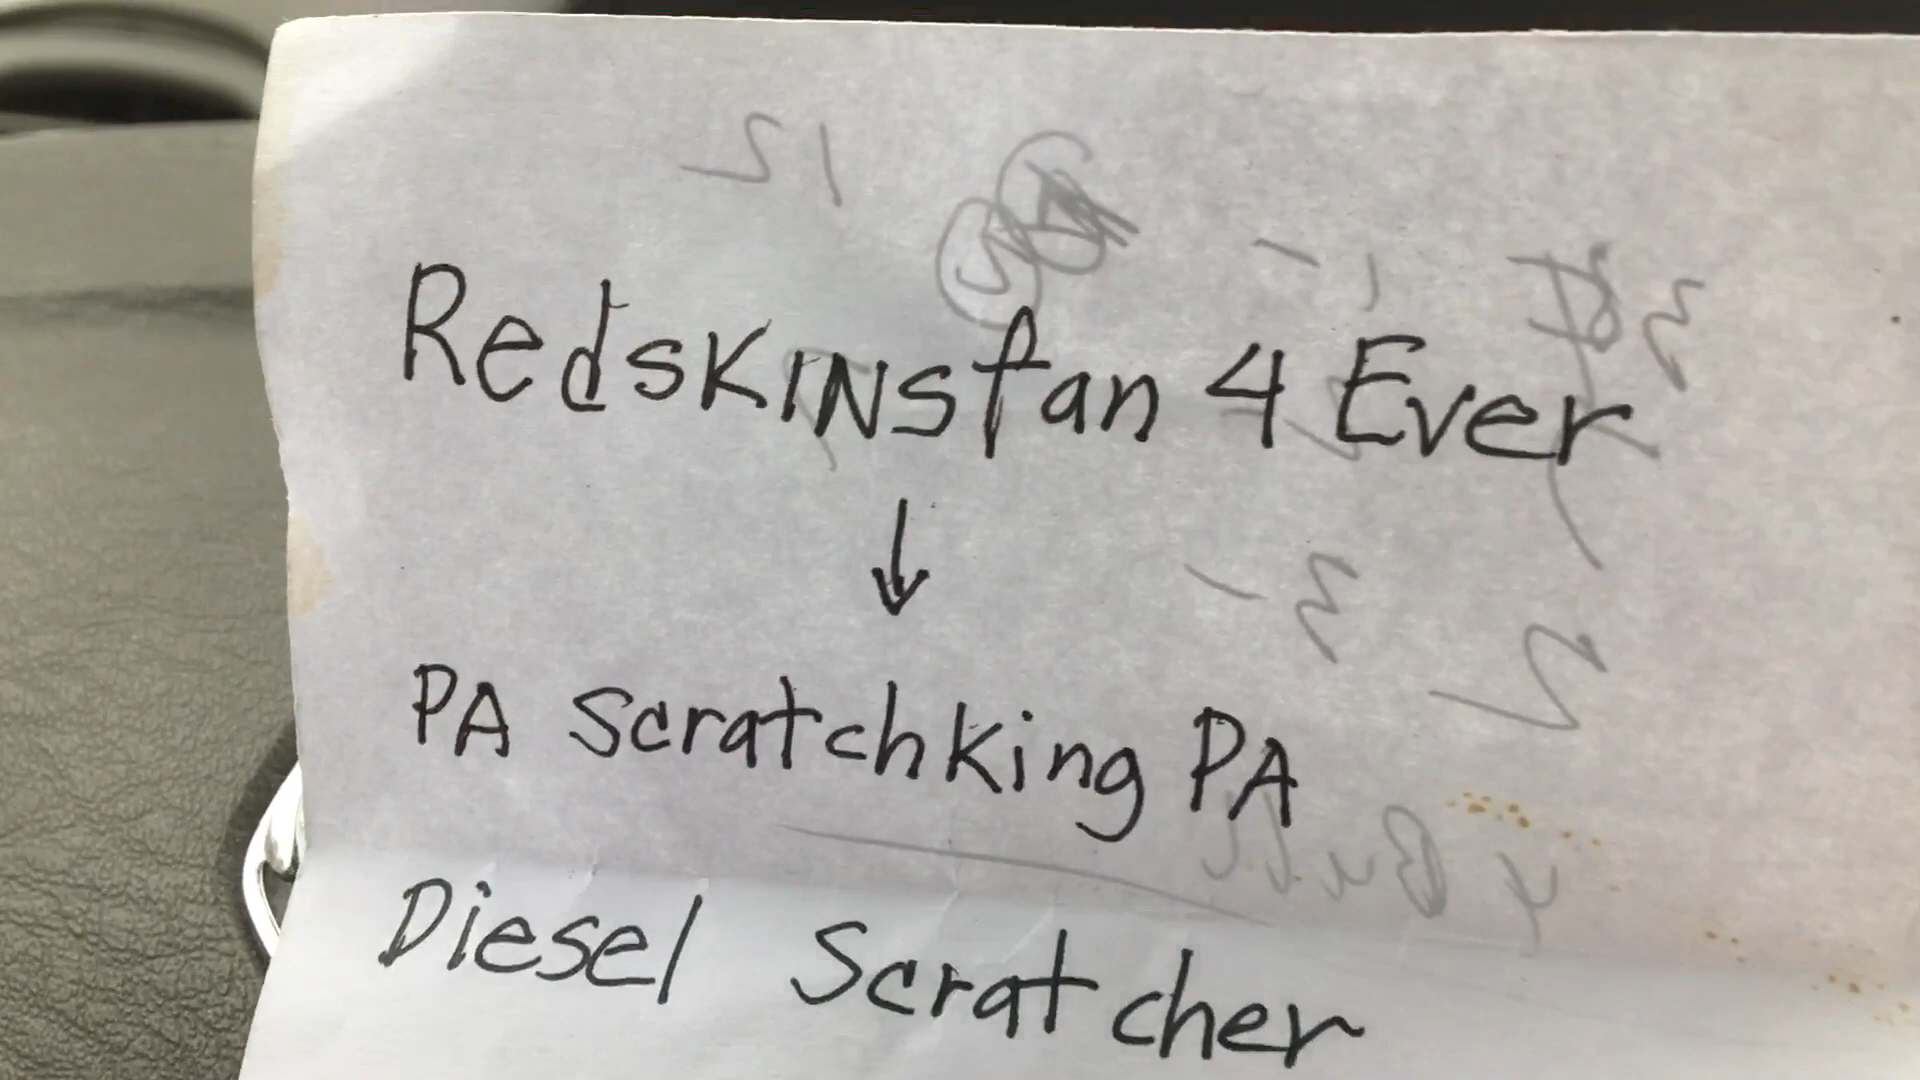 Redskinsfan 4 Ever
↓
PA Scratchking PA
Diesel Scratcher